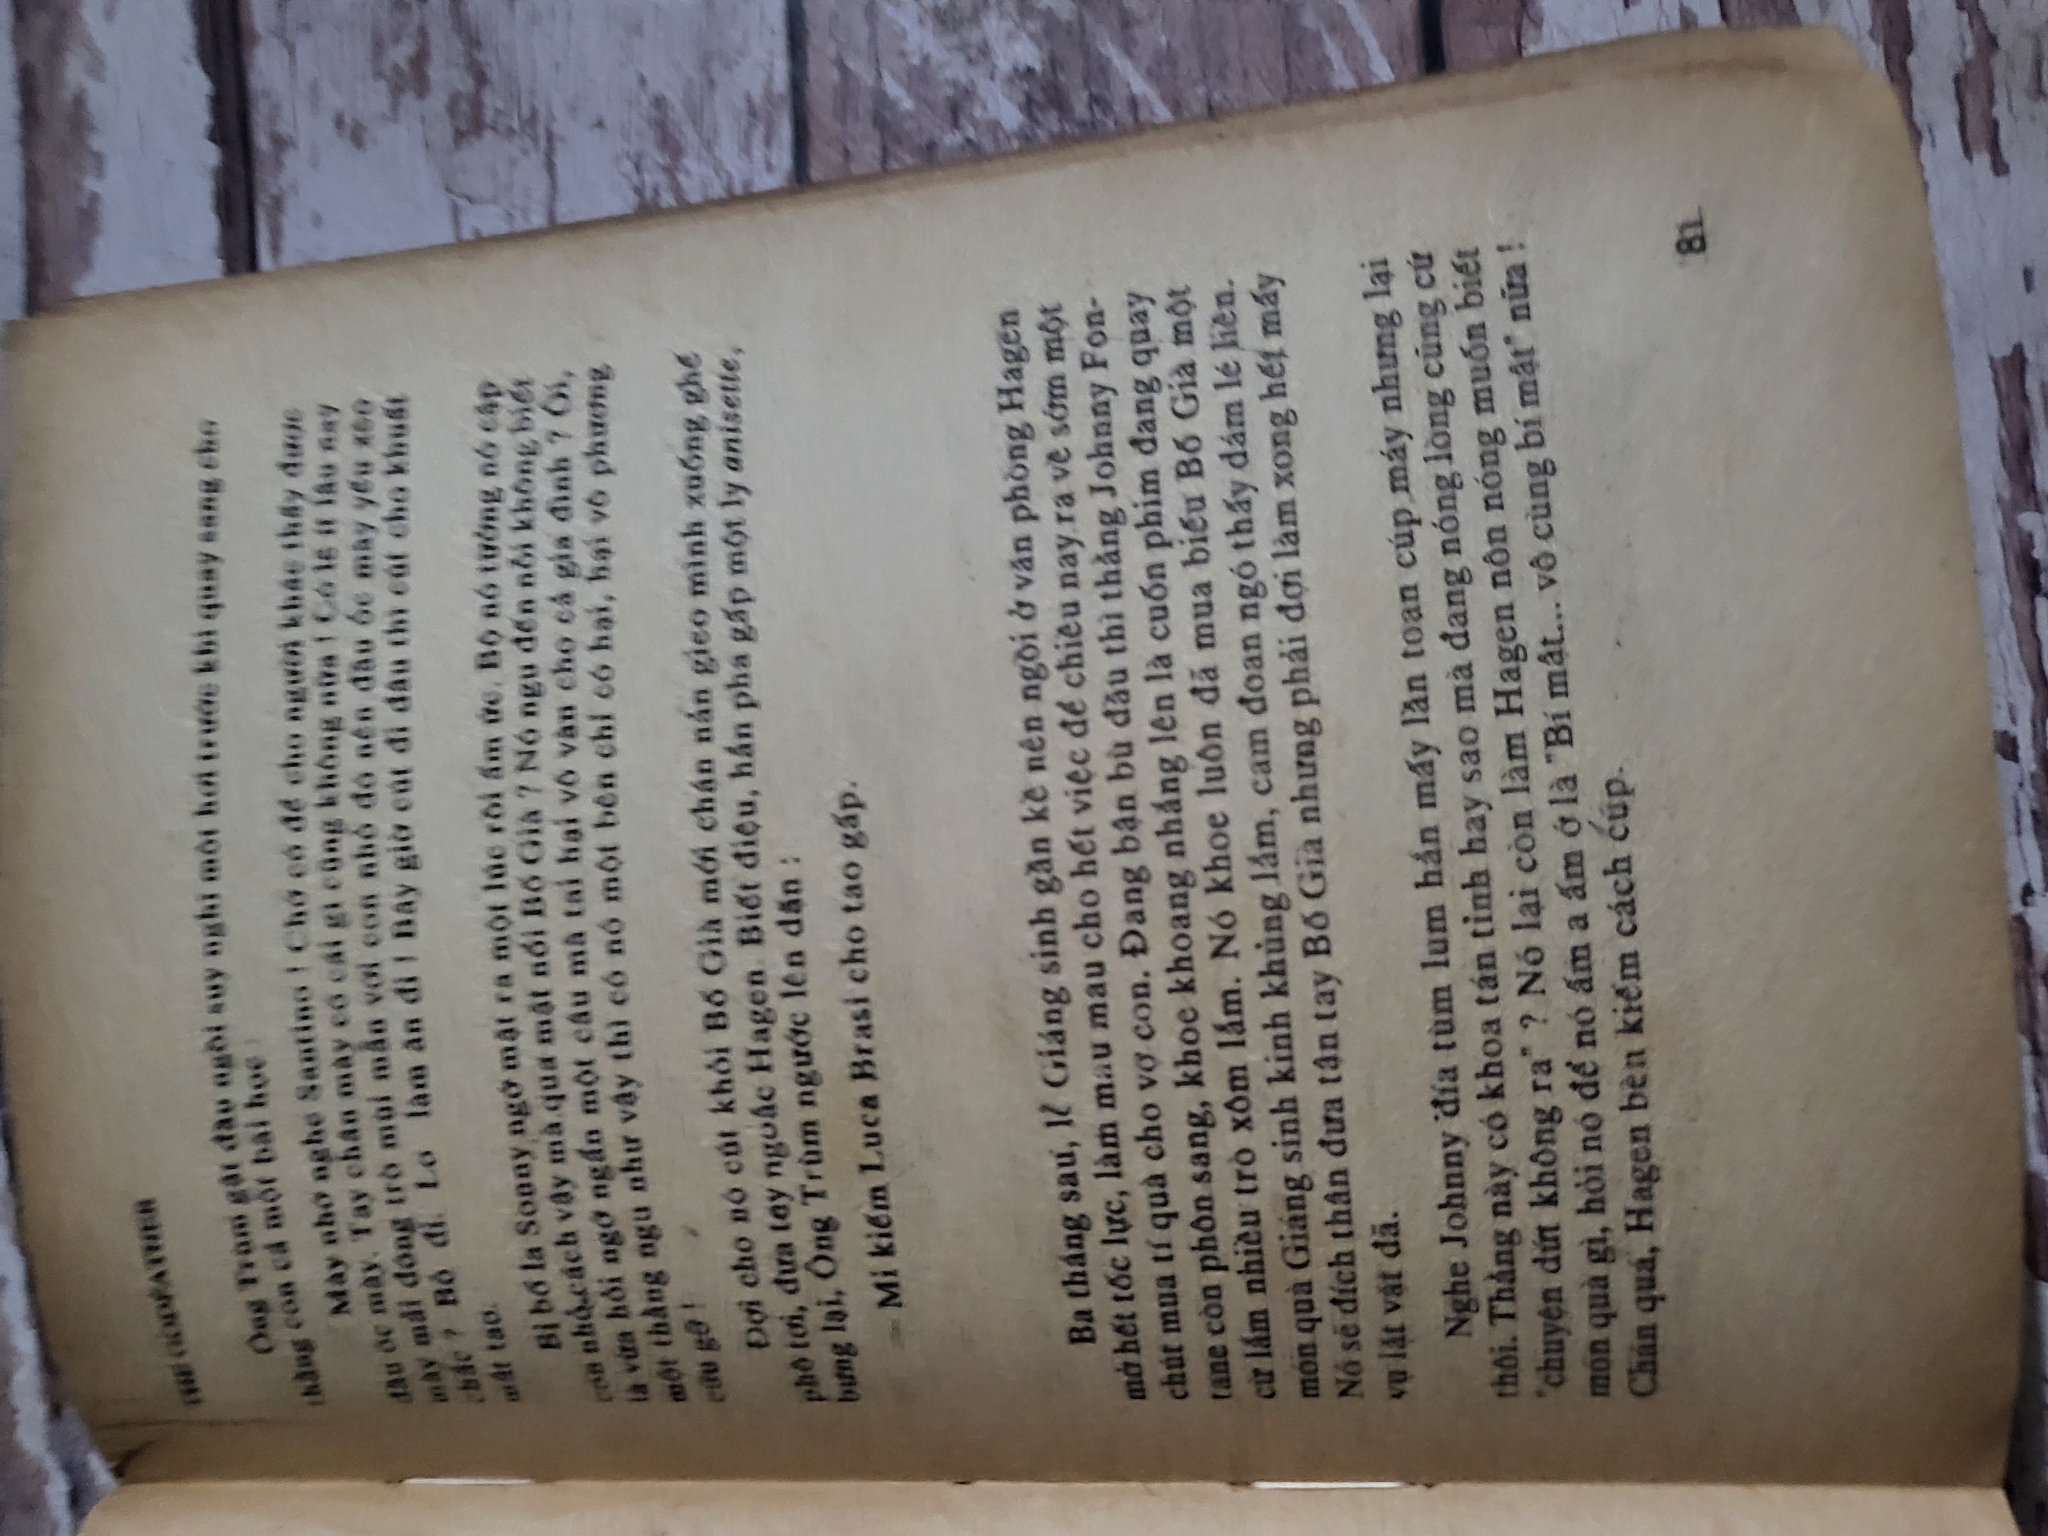 THE GODFATHER
Ông Trùm gật đầu ngồi suy nghĩ một hơi trước khi quay sang cho
thằng con cả một bài học :
Mày nhớ nghe Santino ! Chớ có để cho người khác thấy được
đầu óc mày. Tay chân mày có cái gì cũng không nữa ! Có lẽ ít lâu nay
mày mải đóng trò mùi mẫn với con nhỏ đó nên đầu óc mày yếu xèo
chắc ? Bỏ đi. Lo làm ăn đi ! Bây giờ cút đi đâu thì cút cho khuất
mắt tao.
Bị bố la Sonny ngớ mặt ra một lúc rồi ấm ức. Bộ nó tưởng nó cặp
con nhỏ cách vậy mà qua mặt nổi Bố Già ? Nó ngu đến nỗi không biết
là vừa hỏi ngớ ngẩn một câu mà tai hại vô vàn cho cả gia đình ? Ôi,
một thằng ngu như vậy thì có nó một bên chỉ có hại, hại vô phương
cứu gỡ !
Đợi cho nó cút khỏi Bố Già mới chán nản gieo mình xuống ghế
phô tơi, đưa tay ngoắc Hagen. Biết điệu, hắn pha gấp một ly anisette,
bưng lại, Ông Trùm ngước lên dặn :
— Mi kiếm Luca Brasi cho tao gấp.
Ba tháng sau, lễ Giáng sinh gần kề nên ngồi ở văn phòng Hagen
mở hết tốc lực, làm mau mau cho hết việc để chiều nay ra về sớm một
chút mua tí quà cho vợ con. Đang bận bù đầu thì thằng Johnny Fon-
tane còn phôn sang, khoe khoang nhắng lên là cuốn phim đang quay
cừ lắm nhiều trò xôm lắm. Nó khoe luôn đã mua biếu Bố Già một
món quà Giáng sinh kinh khủng lắm, cam đoan ngó thấy dám lé liền.
Nó sẽ đích thân đưa tận tay Bố Già nhưng phải đợi làm xong hết mấy
vụ lặt vặt đã.
Nghe Johnny đía tùm lum hắn mấy lần toan cúp máy nhưng lại
thôi. Thằng này có khoa tán tỉnh hay sao mà đang nóng lòng cũng cứ
"chuyện dứt không ra" ? Nó lại còn làm Hagen nôn nóng muốn biết
món quà gì, hỏi nó để nó ấm a ấm ớ là "Bí mật... vô cùng bí mật" nữa !
Chán quá, Hagen bèn kiếm cách cúp.
81